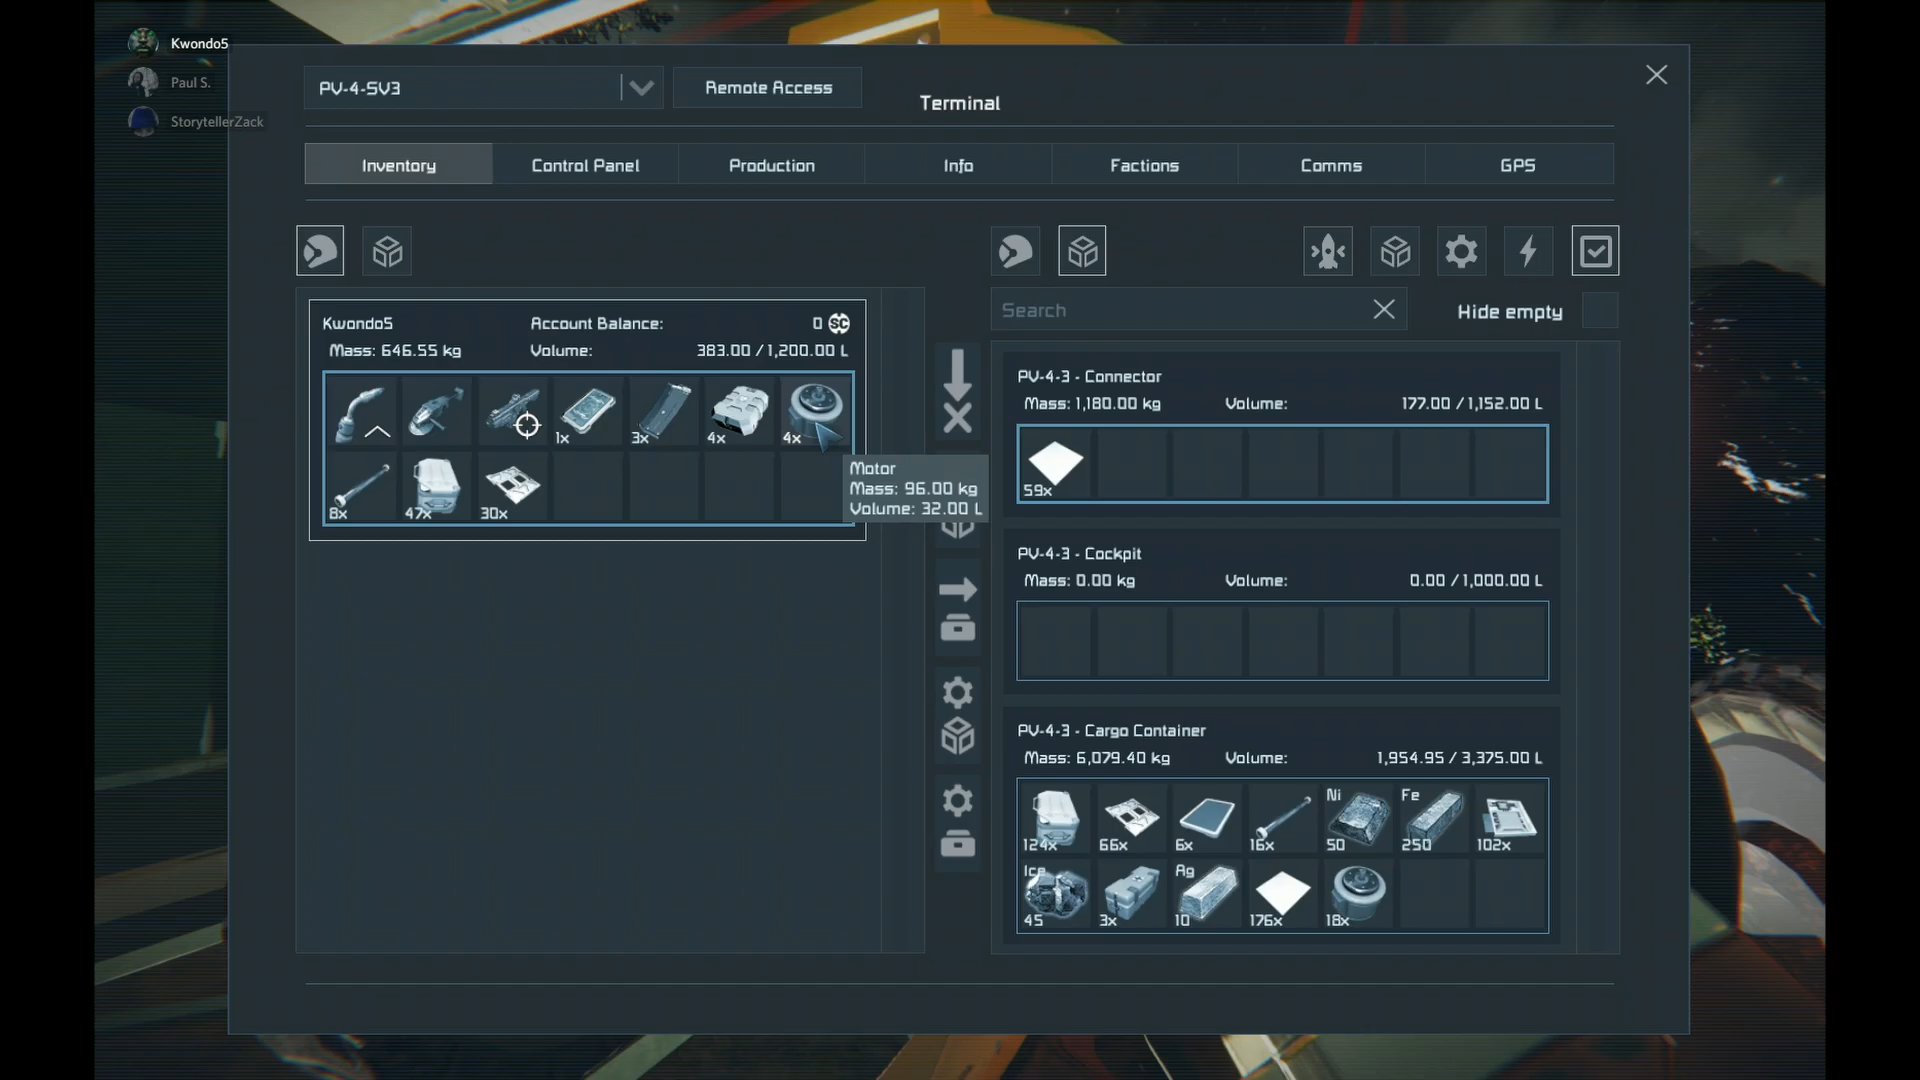 Kwondo5
Paul S.
StorytellerZack
PV-4-SV3
Remote Access
Terminal
Inventory
Control Panel
Production
Info
Factions
Comms
GPS
Search
Hide empty
Kwondo5
Account Balance:
0 SC
Mass: 646.55 kg
Volume:
383.00 / 1,200.00 L
1x
3x
4x
4x
8x
47x
30x
Motor
Mass: 96.00 kg
Volume: 32.00 L
PV-4-3 - Connector
Mass: 1,180.00 kg
Volume:
177.00 / 1,152.00 L
59x
PV-4-3 - Cockpit
Mass: 0.00 kg
Volume:
0.00 / 1,000.00 L
PV-4-3 - Cargo Container
Mass: 6,079.40 kg
Volume:
1,954.95 / 3,375.00 L
124x
66x
6x
16x
Ni
50
Fe
250
102x
Ice
45
3x
Ag
10
176x
18x